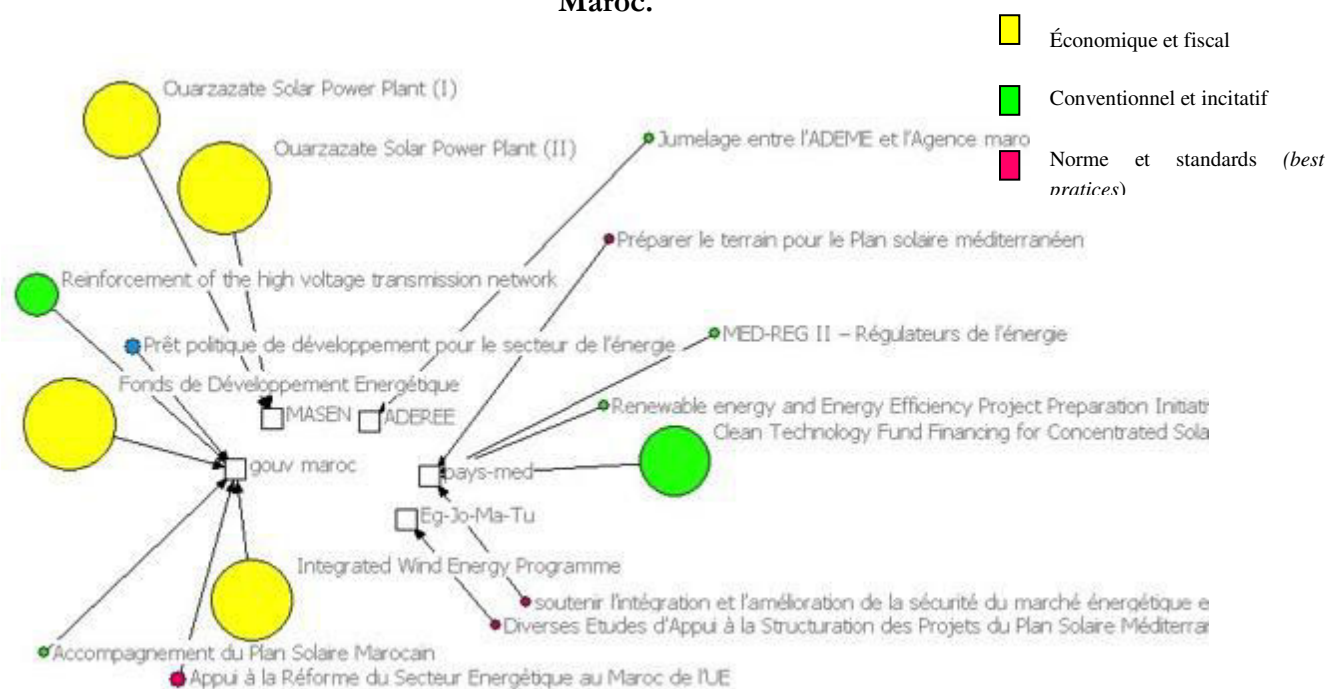 Maroc.
Économique et fiscal
Conventionnel et incitatif
Norme et standards (best
pratices)
Ouarzazate Solar Power Plant (I)
Ouarzazate Solar Power Plant (II)
Jumelage entre l'ADEME et l'Agence maro
Préparer le terrain pour le Plan solaire méditerranéen
Reinforcement of the high voltage transmission network
Prêt politique de développement pour le secteur de l'énergie
MED-REG II – Régulateurs de l'énergie
Fonds de Développement Energétique
MASEN
ADEREE
Renewable energy and Energy Efficiency Project Preparation Initiati
Clean Technology Fund Financing for Concentrated Sola
gouv maroc
pays-med
Eg-Jo-Ma-Tu
Integrated Wind Energy Programme
soutenir l'intégration et l'amélioration de la sécurité du marché énergétique e
Diverses Etudes d'Appui à la Structuration des Projets du Plan Solaire Méditerran
Accompagnement du Plan Solaire Marocain
Appui à la Réforme du Secteur Energétique au Maroc de l'UE